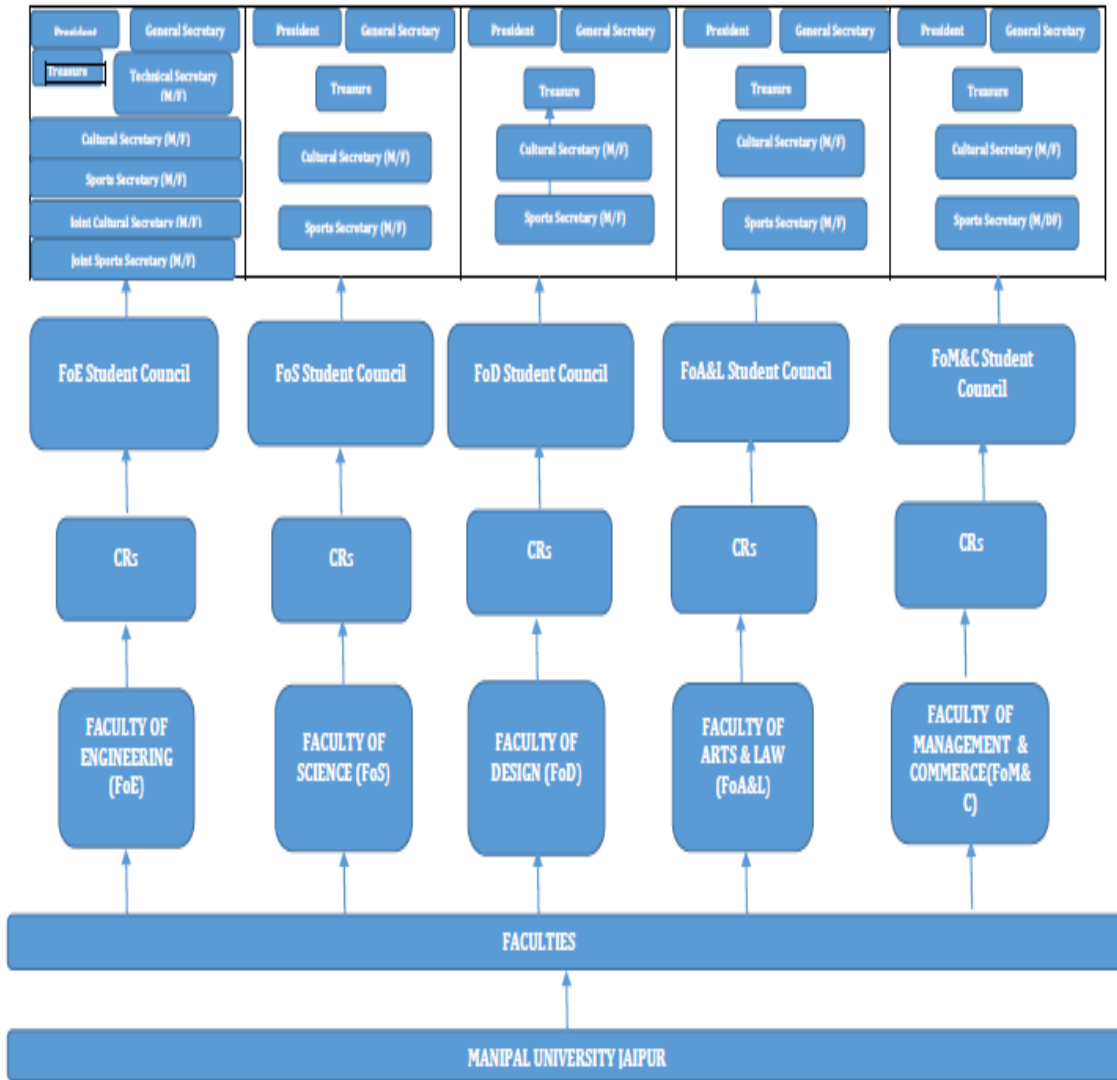 President
General Secretary
Treasure
Technical Secretary
(M/F)
Cultural Secretary (M/F)
Sports Secretary (M/F)
Joint Cultural Secretary (M/F)
Joint Sports Secretary (M/F)
President
General Secretary
Treasure
Cultural Secretary (M/F)
Sports Secretary (M/F)
President
General Secretary
Treasure
Cultural Secretary (M/F)
Sports Secretary (M/F)
President
General Secretary
Treasure
Cultural Secretary (M/F)
Sports Secretary (M/F)
President
General Secretary
Treasure
Cultural Secretary (M/F)
Sports Secretary (M/DF)
FoE Student Council
FoS Student Council
FoD Student Council
FoA&L Student Council
FoM&C Student
Council
CRs
CRs
CRs
CRs
CRs
FACULTY OF
ENGINEERING
(FoE)
FACULTY OF
SCIENCE (FoS)
FACULTY OF
DESIGN (FoD)
FACULTY OF
ARTS & LAW
(FoA&L)
FACULTY OF
MANAGEMENT &
COMMERCE(FoM&
C)
FACULTIES
MANIPAL UNIVERSITY JAIPUR